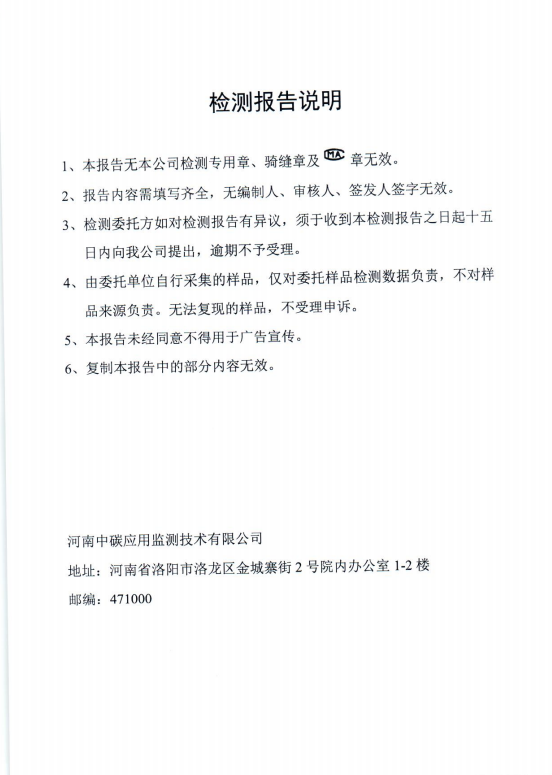 检测报告说明
1、本报告无本公司检测专用章、骑缝章及 MA 章无效。
2、报告内容需填写齐全，无编制人、审核人、签发人签字无效。
3、检测委托方如对检测报告有异议，须于收到本检测报告之日起十五
日内向我公司提出，逾期不予受理。
4、由委托单位自行采集的样品，仅对委托样品检测数据负责，不对样
品来源负责。无法复现的样品，不受理申诉。
5、本报告未经同意不得用于广告宣传。
6、复制本报告中的部分内容无效。
河南中碳应用监测技术有限公司
地址：河南省洛阳市洛龙区金城寨街 2 号院内办公室 1-2 楼
邮编：471000